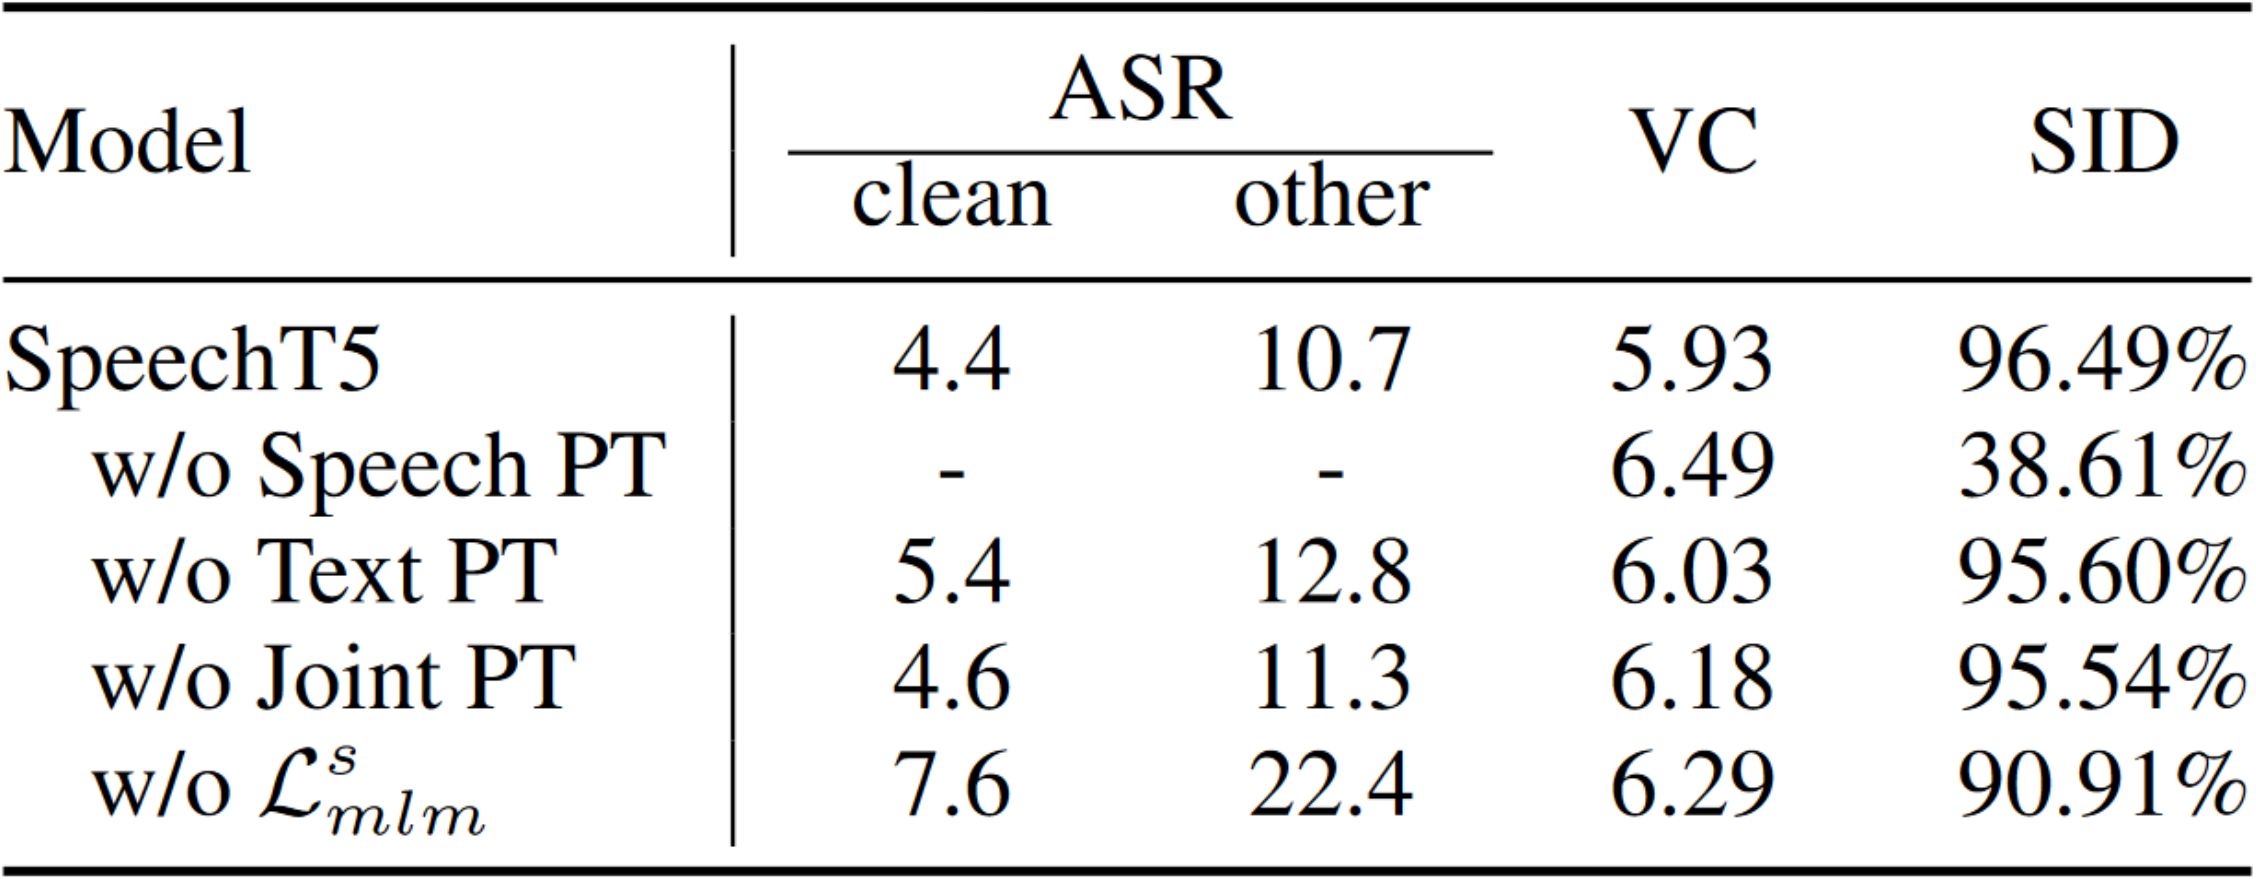 Model ASR VC SID
clean other
SpeechT5 4.4 10.7 5.93 96.49%
w/o Speech PT - - 6.49 38.61%
w/o Text PT 5.4 12.8 6.03 95.60%
w/o Joint PT 4.6 11.3 6.18 95.54%
w/o $\mathcal{L}^{s}_{mlm}$ 7.6 22.4 6.29 90.91%